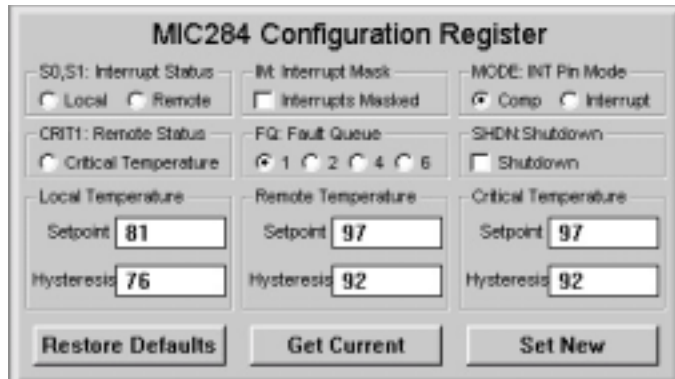 MIC284 Configuration Register
S0,S1: Interrupt Status
Local Remote
IM: Interrupt Mask
Interrupts Masked
MODE: INT Pin Mode
Comp Interrupt
CRIT1: Remote Status
Critical Temperature
FQ: Fault Queue
1 2 4 6
SHDN:Shutdown
Shutdown
Local Temperature
Setpoint 81
Hysteresis 76
Remote Temperature
Setpoint 97
Hysteresis 92
Critical Temperature
Setpoint 97
Hysteresis 92
Restore Defaults
Get Current
Set New